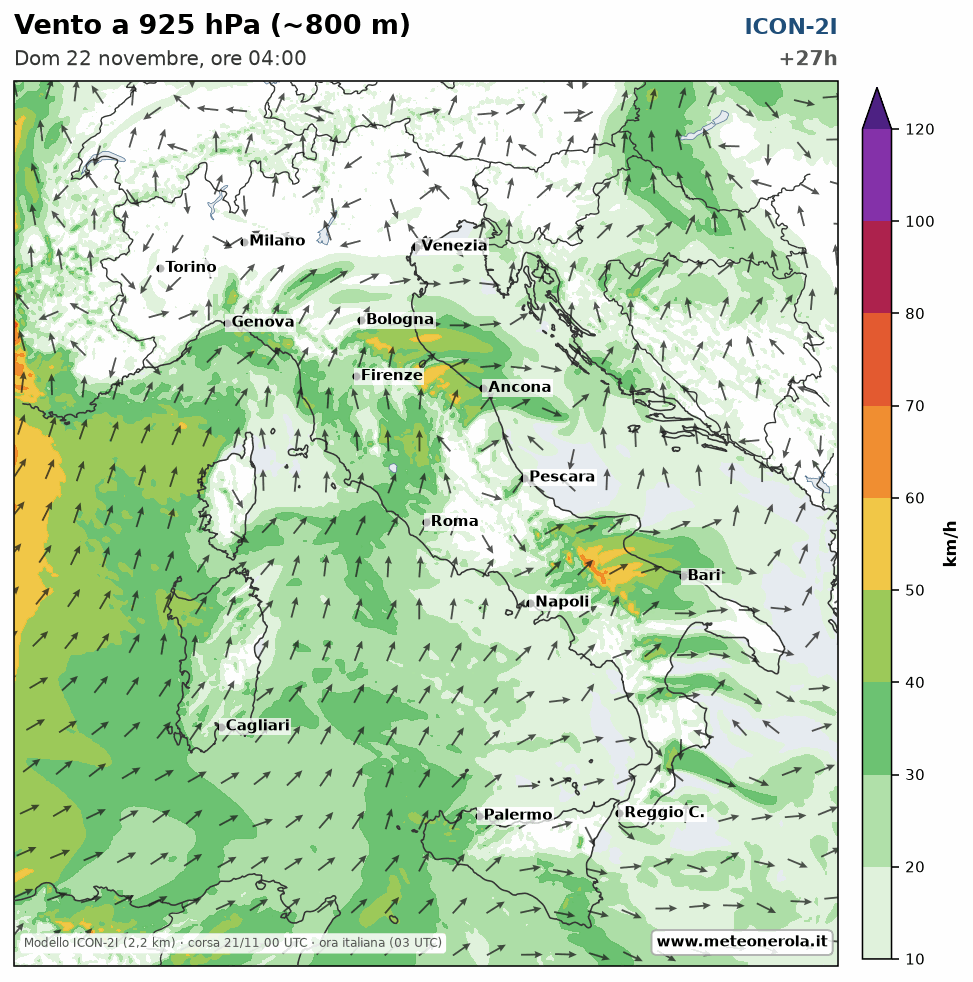 Vento a 925 hPa (~800 m)
ICON-2I
Dom 22 novembre, ore 04:00
+27h
120
100
80
70
60
50
40
30
20
10
km/h
Milano
Venezia
Torino
Genova
Bologna
Firenze
Ancona
Pescara
Roma
Bari
Napoli
Cagliari
Palermo
Reggio C.
Modello ICON-2I (2,2 km) · corsa 21/11 00 UTC · ora italiana (03 UTC)
www.meteonerola.it